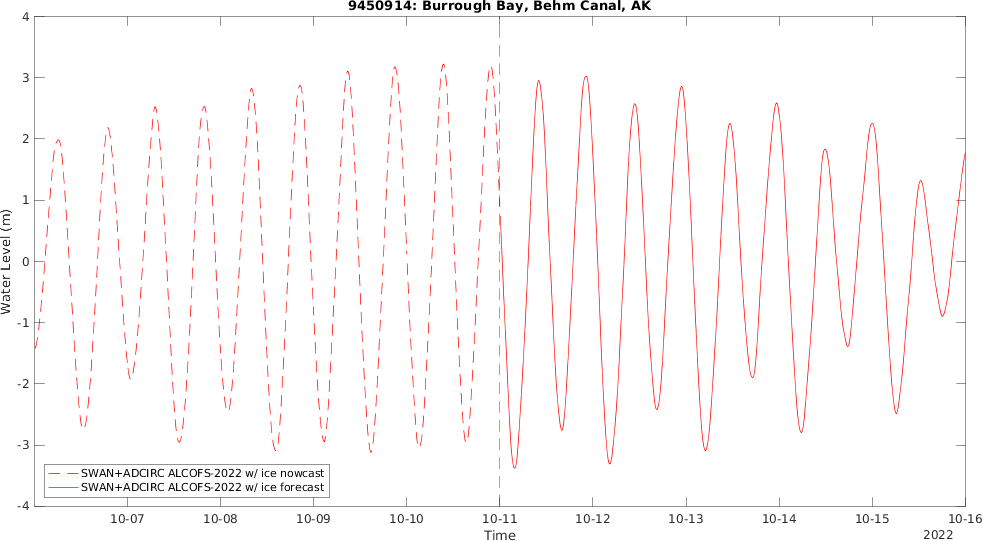 9450914: Burrough Bay, Behm Canal, AK
4
3
2
1
0
-1
-2
-3
-4
Water Level (m)
SWAN+ADCIRC ALCOFS-2022 w/ ice nowcast
SWAN+ADCIRC ALCOFS-2022 w/ ice forecast
10-07 10-08 10-09 10-10 10-11 10-12 10-13 10-14 10-15 10-16
Time
2022